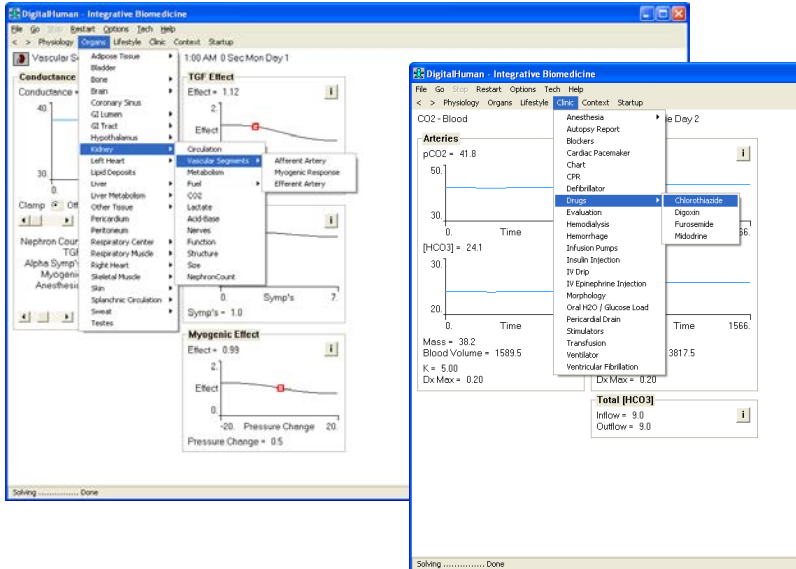 DigitalHuman - Integrative Biomedicine
File Go Stop Restart Options Tech Help
< > Physiology Organs Lifestyle Clinic Context Startup
Vascular S
1:00 AM 0 Sec Mon Day 1
Adipose Tissue
Bladder
Bone
Brain
Coronary Sinus
GI Lumen
GI Tract
Hypothalamus
Kidney
Left Heart
Lipid Deposits
Liver
Liver Metabolism
Other Tissue
Pericardium
Peritoneum
Respiratory Center
Respiratory Muscle
Right Heart
Skeletal Muscle
Skin
Splanchnic Circulation
Sweat
Testes
Circulation
Vascular Segments
Metabolism
Fuel
CO2
Lactate
Acid-Base
Nerves
Function
Structure
Size
NephronCount
Afferent Artery
Myogenic Response
Efferent Artery
Conductance
Conductance =
40.
30.
0.
Clamp Off
Nephron Coun
TGF
Alpha Symp'
Myogeni
Anesthesi
TGF Effect
Effect = 1.12
i
2.
Effect
i
0. Symp's 7.
Symp's = 1.0
Myogenic Effect
Effect = 0.99
i
2.
Effect
0.
-20. Pressure Change 20.
Pressure Change = 0.5
Solving ............... Done
DigitalHuman - Integrative Biomedicine
File Go Stop Restart Options Tech Help
< > Physiology Organs Lifestyle Clinic Context Startup
CO2 - Blood
e Day 2
Anesthesia
Autopsy Report
Blockers
Cardiac Pacemaker
Chart
CPR
Defibrillator
Drugs
Evaluation
Hemodialysis
Hemorrhage
Infusion Pumps
Insulin Injection
IV Drip
IV Epinephrine Injection
Morphology
Oral H2O / Glucose Load
Pericardial Drain
Stimulators
Transfusion
Ventilator
Ventricular Fibrillation
Chlorothiazide
Digoxin
Furosemide
Midodrine
Arteries
pCO2 = 41.8
i
50.
30.
0. Time
66.
[HCO3] = 24.1
30.
20.
0. Time
Time 1566.
Mass = 38.2
Blood Volume = 1589.5
3817.5
K = 5.00
Dx Max = 0.20
Dx Max = 0.20
Total [HCO3]
Inflow = 9.0
Outflow = 9.0
i
Solving ............... Done